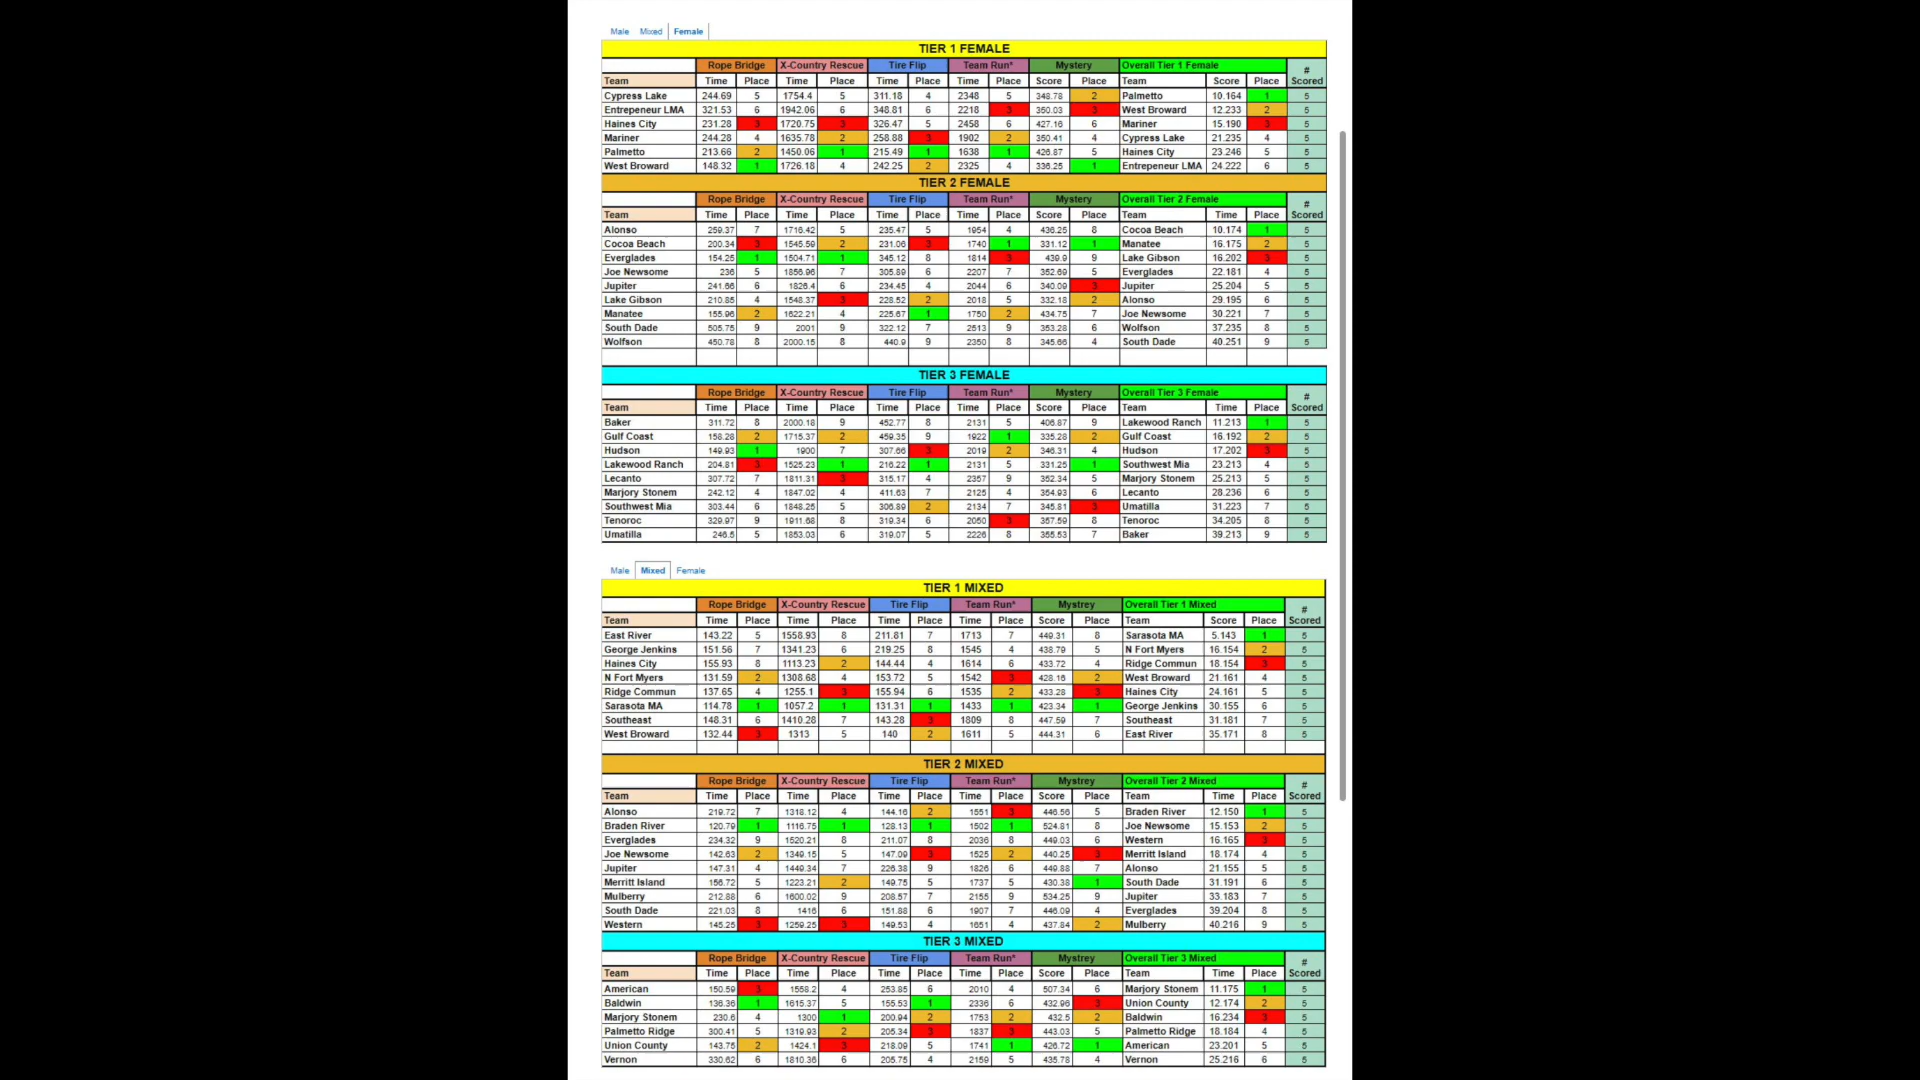 Male Mixed Female
TIER 1 FEMALE
Rope Bridge X-Country Rescue Tire Flip Team Run* Mystery Overall Tier 1 Female #
Team Time Place Time Place Time Place Time Place Score Place Team Score Place Scored
Cypress Lake 244.69 5 1754.4 5 311.18 4 2348 5 348.78 2 Palmetto 10.164 1 5
Entrepeneur LMA 321.53 6 1942.06 6 348.81 6 2218 3 350.03 3 West Broward 12.233 2 5
Haines City 231.28 3 1720.75 3 326.47 5 2458 6 427.16 6 Mariner 15.190 3 5
Mariner 244.28 4 1635.78 2 258.88 3 1902 2 350.41 4 Cypress Lake 21.235 4 5
Palmetto 213.66 2 1450.06 1 215.49 1 1638 1 426.87 5 Haines City 23.246 5 5
West Broward 148.32 1 1726.18 4 242.25 2 2325 4 336.25 1 Entrepeneur LMA 24.222 6 5
TIER 2 FEMALE
Rope Bridge X-Country Rescue Tire Flip Team Run* Mystery Overall Tier 2 Female #
Team Time Place Time Place Time Place Time Place Score Place Team Time Place Scored
Alonso 259.37 7 1716.42 5 235.47 5 1954 4 436.25 8 Cocoa Beach 10.174 1 5
Cocoa Beach 200.34 3 1545.59 2 231.06 3 1740 1 331.12 1 Manatee 16.175 2 5
Everglades 154.25 1 1504.71 1 345.12 8 1814 3 439.9 9 Lake Gibson 16.202 3 5
Joe Newsome 236 5 1856.96 7 305.89 6 2207 7 352.69 5 Everglades 22.181 4 5
Jupiter 241.66 6 1826.4 6 234.45 4 2044 6 340.09 3 Jupiter 25.204 5 5
Lake Gibson 210.85 4 1548.37 3 228.52 2 2018 5 332.18 2 Alonso 29.195 6 5
Manatee 155.96 2 1622.21 4 225.67 1 1750 2 434.75 7 Joe Newsome 30.221 7 5
South Dade 505.75 9 2001 9 322.12 7 2513 9 353.28 6 Wolfson 37.235 8 5
Wolfson 450.78 8 2000.15 8 440.9 9 2350 8 345.66 4 South Dade 40.251 9 5
TIER 3 FEMALE
Rope Bridge X-Country Rescue Tire Flip Team Run* Mystery Overall Tier 3 Female #
Team Time Place Time Place Time Place Time Place Score Place Team Time Place Scored
Baker 311.72 8 2000.18 9 452.77 8 2131 5 406.87 9 Lakewood Ranch 11.213 1 5
Gulf Coast 158.28 2 1715.37 2 459.35 9 1922 1 335.28 2 Gulf Coast 16.192 2 5
Hudson 149.93 1 1900 7 307.66 3 2019 2 346.31 4 Hudson 17.202 3 5
Lakewood Ranch 204.81 3 1525.23 1 216.22 1 2131 5 331.25 1 Southwest Mia 23.213 4 5
Lecanto 307.72 7 1811.31 3 315.17 4 2357 9 352.34 5 Marjory Stonem 25.213 5 5
Marjory Stonem 242.12 4 1847.02 4 411.63 7 2125 4 354.93 6 Lecanto 28.236 6 5
Southwest Mia 303.44 6 1848.25 5 306.89 2 2134 7 345.81 3 Umatilla 31.223 7 5
Tenoroc 329.97 9 1911.68 8 319.34 6 2050 3 357.59 8 Tenoroc 34.205 8 5
Umatilla 246.5 5 1853.03 6 319.07 5 2226 8 355.53 7 Baker 39.213 9 5
Male Mixed Female
TIER 1 MIXED
Rope Bridge X-Country Rescue Tire Flip Team Run* Mystrey Overall Tier 1 Mixed #
Team Time Place Time Place Time Place Time Place Score Place Team Score Place Scored
East River 143.22 5 1558.93 8 211.81 7 1713 7 449.31 8 Sarasota MA 5.143 1 5
George Jenkins 151.56 7 1341.23 6 219.25 8 1545 4 438.79 5 N Fort Myers 16.154 2 5
Haines City 155.93 8 1113.23 2 144.44 4 1614 6 433.72 4 Ridge Commun 18.154 3 5
N Fort Myers 131.59 2 1308.68 4 153.72 5 1542 3 428.16 2 West Broward 21.161 4 5
Ridge Commun 137.65 4 1255.1 3 155.94 6 1535 2 433.28 3 Haines City 24.161 5 5
Sarasota MA 114.78 1 1057.2 1 131.31 1 1433 1 423.34 1 George Jenkins 30.155 6 5
Southeast 148.31 6 1410.28 7 143.28 3 1809 8 447.59 7 Southeast 31.181 7 5
West Broward 132.44 3 1313 5 140 2 1611 5 444.31 6 East River 35.171 8 5
TIER 2 MIXED
Rope Bridge X-Country Rescue Tire Flip Team Run* Mystrey Overall Tier 2 Mixed #
Team Time Place Time Place Time Place Time Place Score Place Team Time Place Scored
Alonso 219.72 7 1318.12 4 144.16 2 1551 3 446.56 5 Braden River 12.150 1 5
Braden River 120.79 1 1116.75 1 128.13 1 1502 1 524.81 8 Joe Newsome 15.153 2 5
Everglades 234.32 9 1520.21 8 211.07 8 2036 8 449.03 6 Western 16.165 3 5
Joe Newsome 142.63 2 1349.15 5 147.09 3 1525 2 440.25 3 Merritt Island 18.174 4 5
Jupiter 147.31 4 1449.34 7 226.38 9 1826 6 449.88 7 Alonso 21.155 5 5
Merritt Island 156.72 5 1223.21 2 149.75 5 1737 5 430.38 1 South Dade 31.191 6 5
Mulberry 212.88 6 1600.02 9 208.57 7 2155 9 534.25 9 Jupiter 33.183 7 5
South Dade 221.03 8 1416 6 151.88 6 1907 7 446.09 4 Everglades 39.204 8 5
Western 145.25 3 1259.25 3 149.53 4 1651 4 437.84 2 Mulberry 40.216 9 5
TIER 3 MIXED
Rope Bridge X-Country Rescue Tire Flip Team Run* Mystrey Overall Tier 3 Mixed #
Team Time Place Time Place Time Place Time Place Score Place Team Time Place Scored
American 150.59 3 1558.2 4 253.85 6 2010 4 507.34 6 Marjory Stonem 11.175 1 5
Baldwin 136.36 1 1615.37 5 155.53 1 2336 6 432.96 3 Union County 12.174 2 5
Marjory Stonem 230.6 4 1300 1 200.94 2 1753 2 432.5 2 Baldwin 16.234 3 5
Palmetto Ridge 300.41 5 1319.93 2 205.34 3 1837 3 443.03 5 Palmetto Ridge 18.184 4 5
Union County 143.75 2 1424.1 3 218.09 5 1741 1 426.72 1 American 23.201 5 5
Vernon 330.62 6 1810.36 6 205.75 4 2159 5 435.78 4 Vernon 25.216 6 5